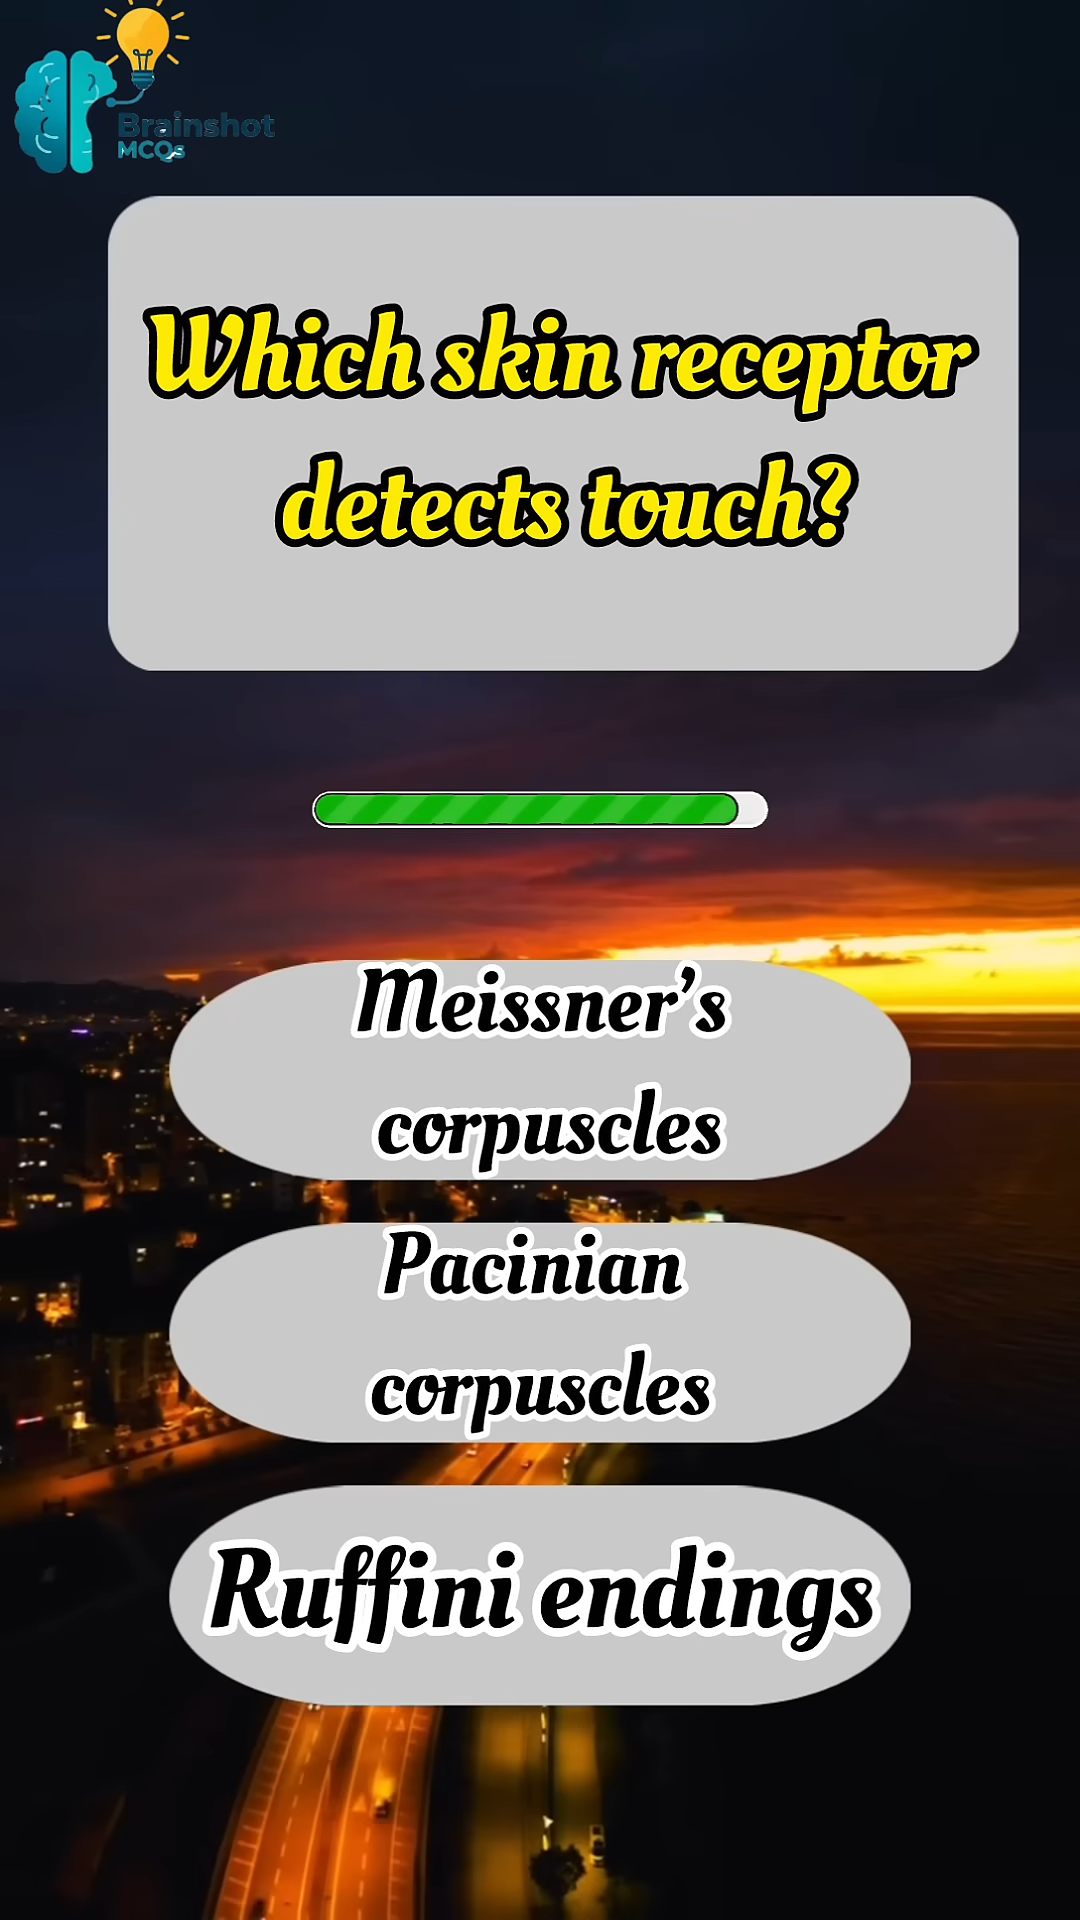 Brainshot
MCQs
Which skin receptor
detects touch?
Meissner’s
corpuscles
Pacinian
corpuscles
Ruffini endings